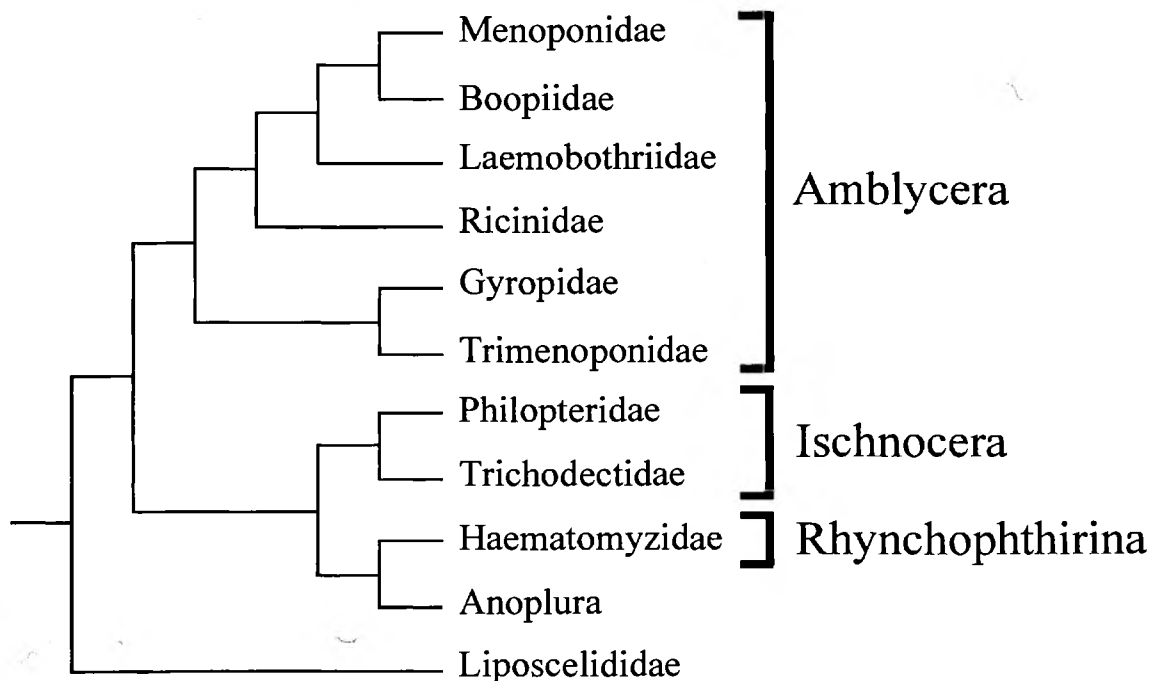 Menoponidae
Boopiidae
Laemobothriidae
Amblycera
Ricinidae
Gyropidae
Trimenoponidae
Philopteridae
Ischnocera
Trichodectidae
Haematomyzidae
Rhynchophthirina
Anoplura
Liposcelididae